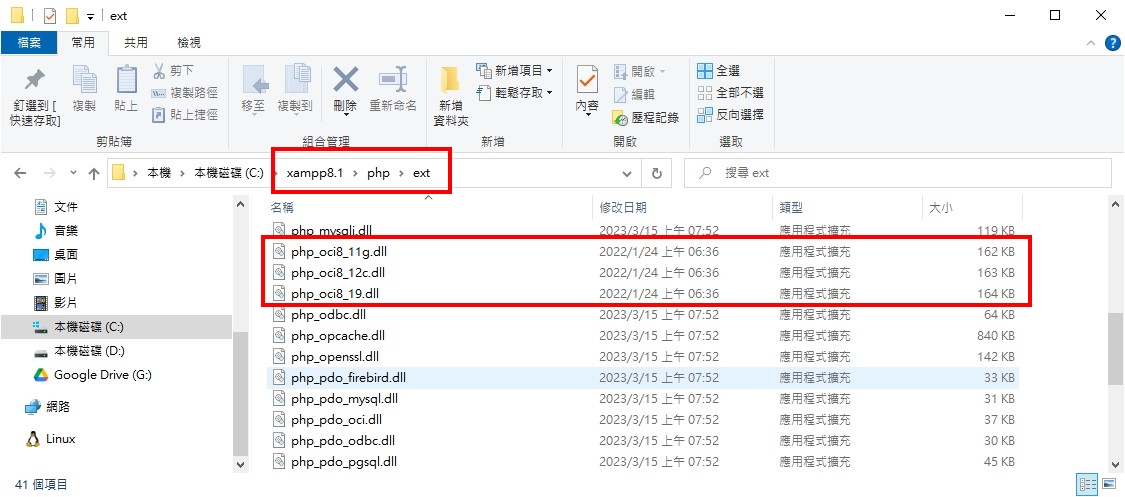 ext
檔案 常用 共用 檢視
釘選到 [
快速存取]
複製
貼上
剪下
複製路徑
貼上捷徑
剪貼簿
移至
複製到
刪除
重新命名
組合管理
新增
資料夾
新增項目
輕鬆存取
新增
內容
開啟
編輯
歷程記錄
開啟
全選
全部不選
反向選擇
選取
本機 本機磁碟 (C:) xampp8.1 php ext
搜尋 ext
文件
音樂
桌面
圖片
影片
本機磁碟 (C:)
本機磁碟 (D:)
Google Drive (G:)
網路
Linux
名稱 修改日期 類型 大小
php_mysqli.dll 2023/3/15 上午 07:52 應用程式擴充 119 KB
php_oci8_11g.dll 2022/1/24 上午 06:36 應用程式擴充 162 KB
php_oci8_12c.dll 2022/1/24 上午 06:36 應用程式擴充 163 KB
php_oci8_19.dll 2022/1/24 上午 06:36 應用程式擴充 164 KB
php_odbc.dll 2023/3/15 上午 07:52 應用程式擴充 64 KB
php_opcache.dll 2023/3/15 上午 07:52 應用程式擴充 840 KB
php_openssl.dll 2023/3/15 上午 07:52 應用程式擴充 142 KB
php_pdo_firebird.dll 2023/3/15 上午 07:52 應用程式擴充 33 KB
php_pdo_mysql.dll 2023/3/15 上午 07:52 應用程式擴充 31 KB
php_pdo_oci.dll 2023/3/15 上午 07:52 應用程式擴充 37 KB
php_pdo_odbc.dll 2023/3/15 上午 07:52 應用程式擴充 30 KB
php_pdo_pgsql.dll 2023/3/15 上午 07:52 應用程式擴充 45 KB
41 個項目